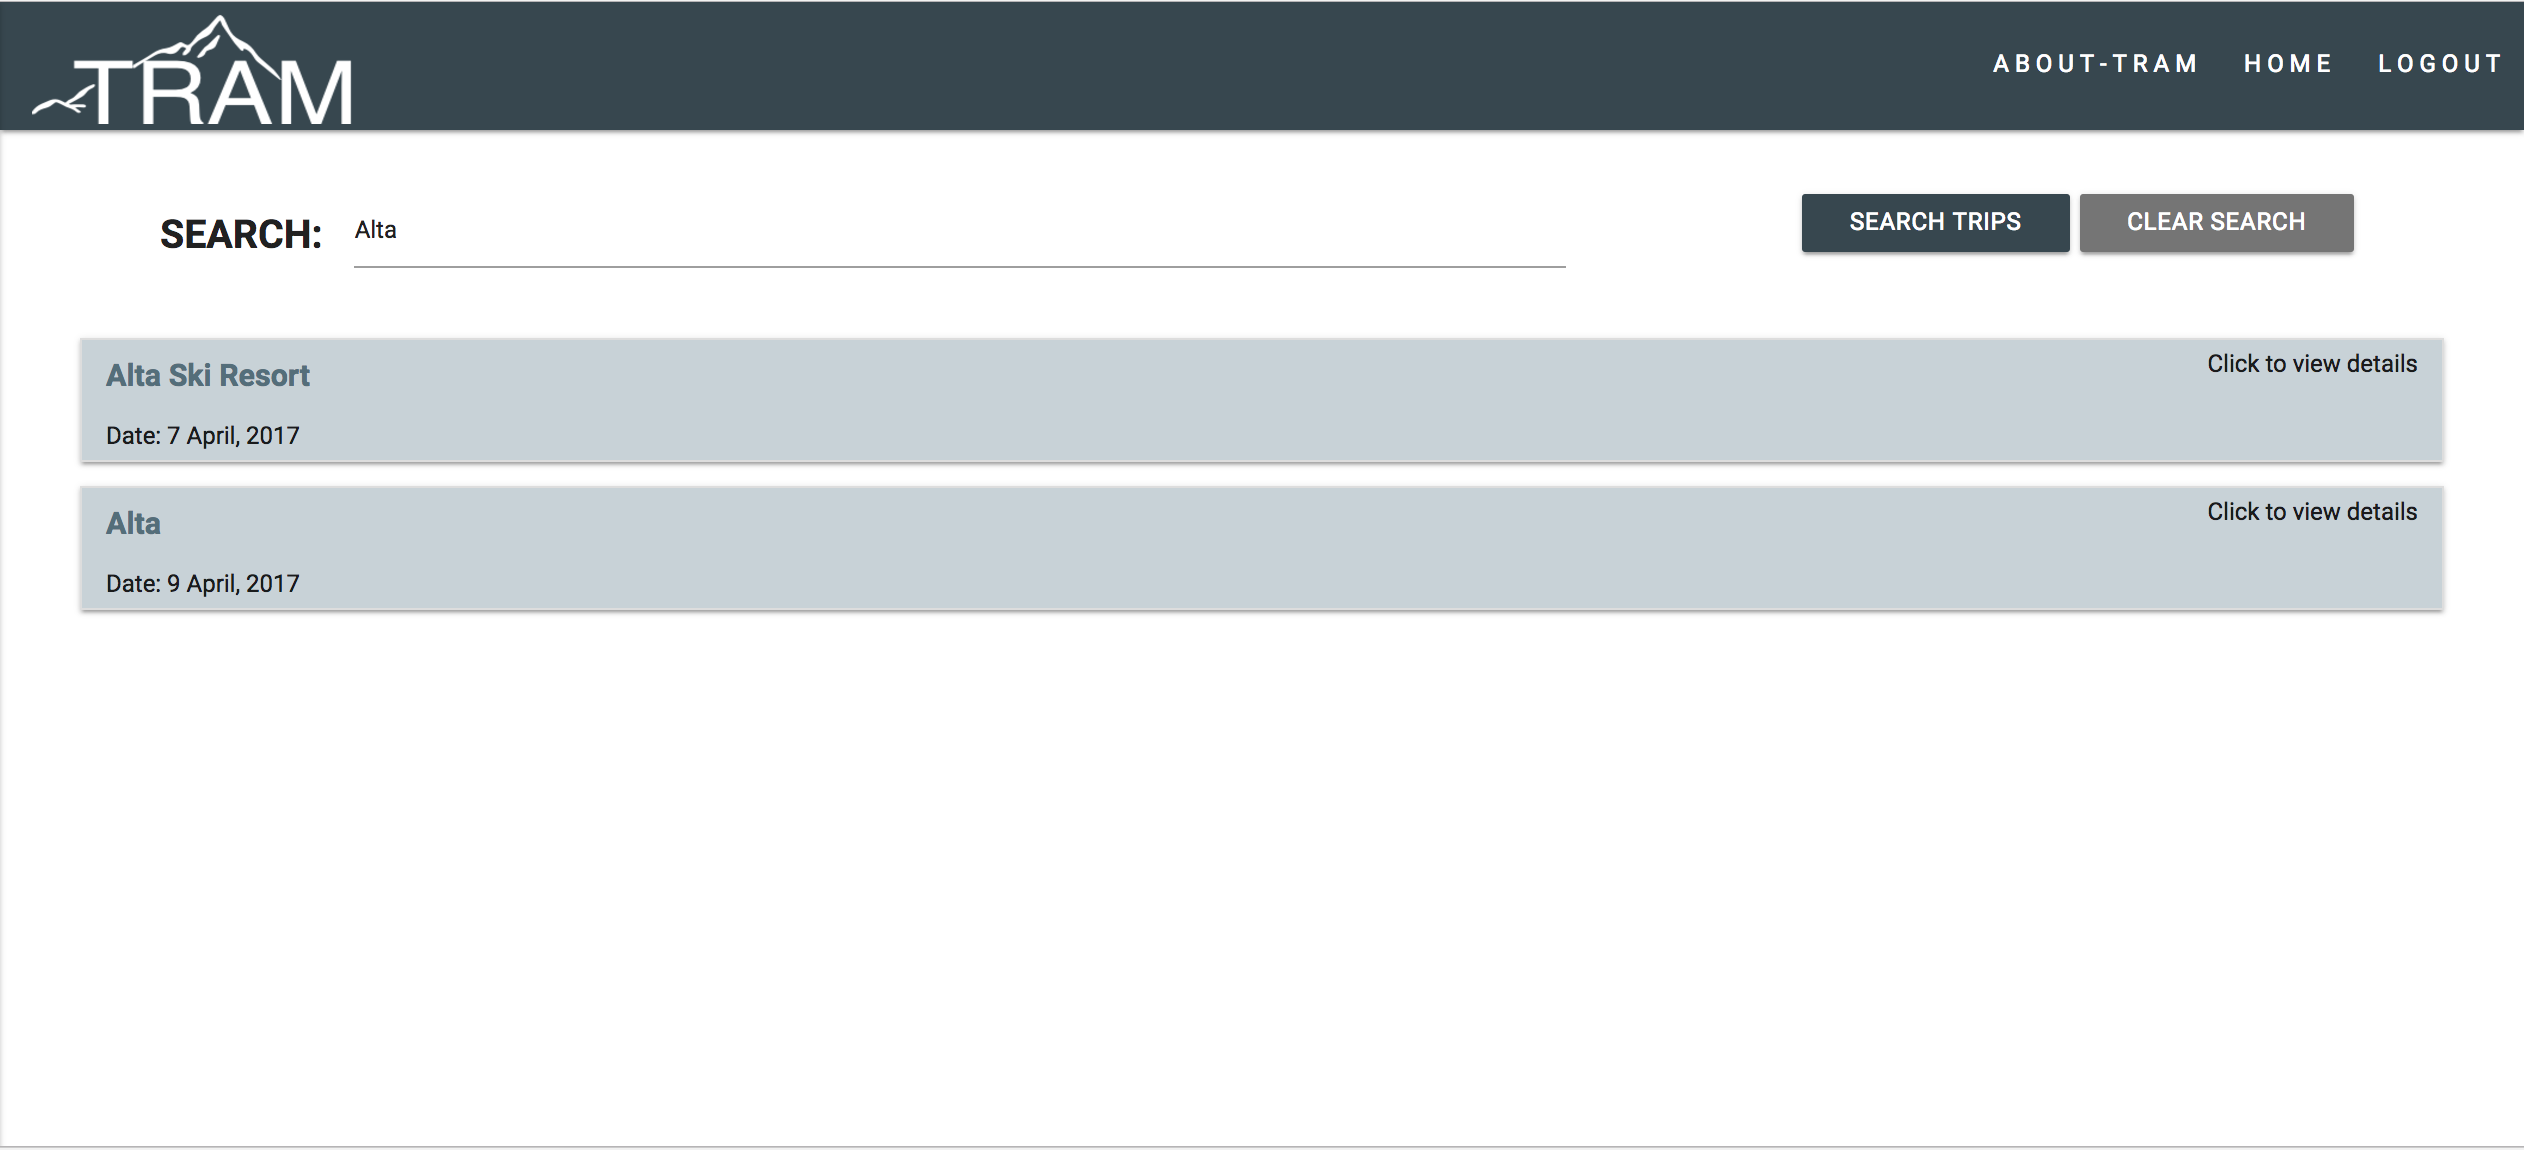 TRAM
ABOUT-TRAM HOME LOGOUT
SEARCH: Alta SEARCH TRIPS CLEAR SEARCH
Alta Ski Resort Click to view details
Date: 7 April, 2017
Alta Click to view details
Date: 9 April, 2017